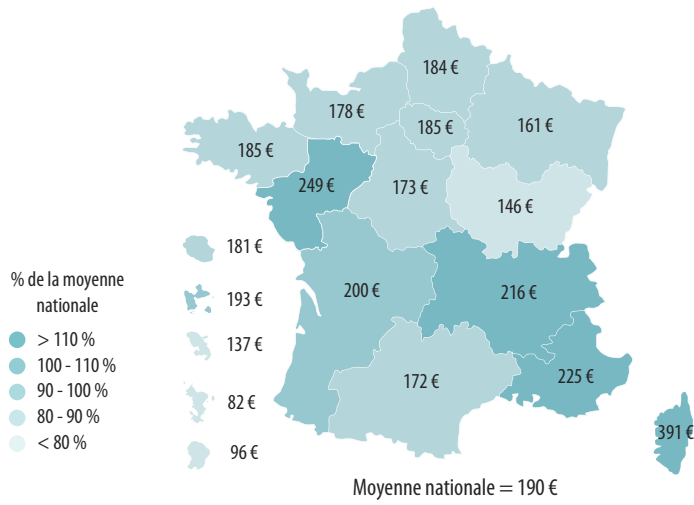 184 €
178 €
185 €
161 €
185 €
249 €
173 €
146 €
181 €
193 €
200 €
216 €
137 €
172 €
225 €
82 €
96 €
391 €
% de la moyenne
nationale
> 110 %
100 - 110 %
90 - 100 %
80 - 90 %
< 80 %
Moyenne nationale = 190 €